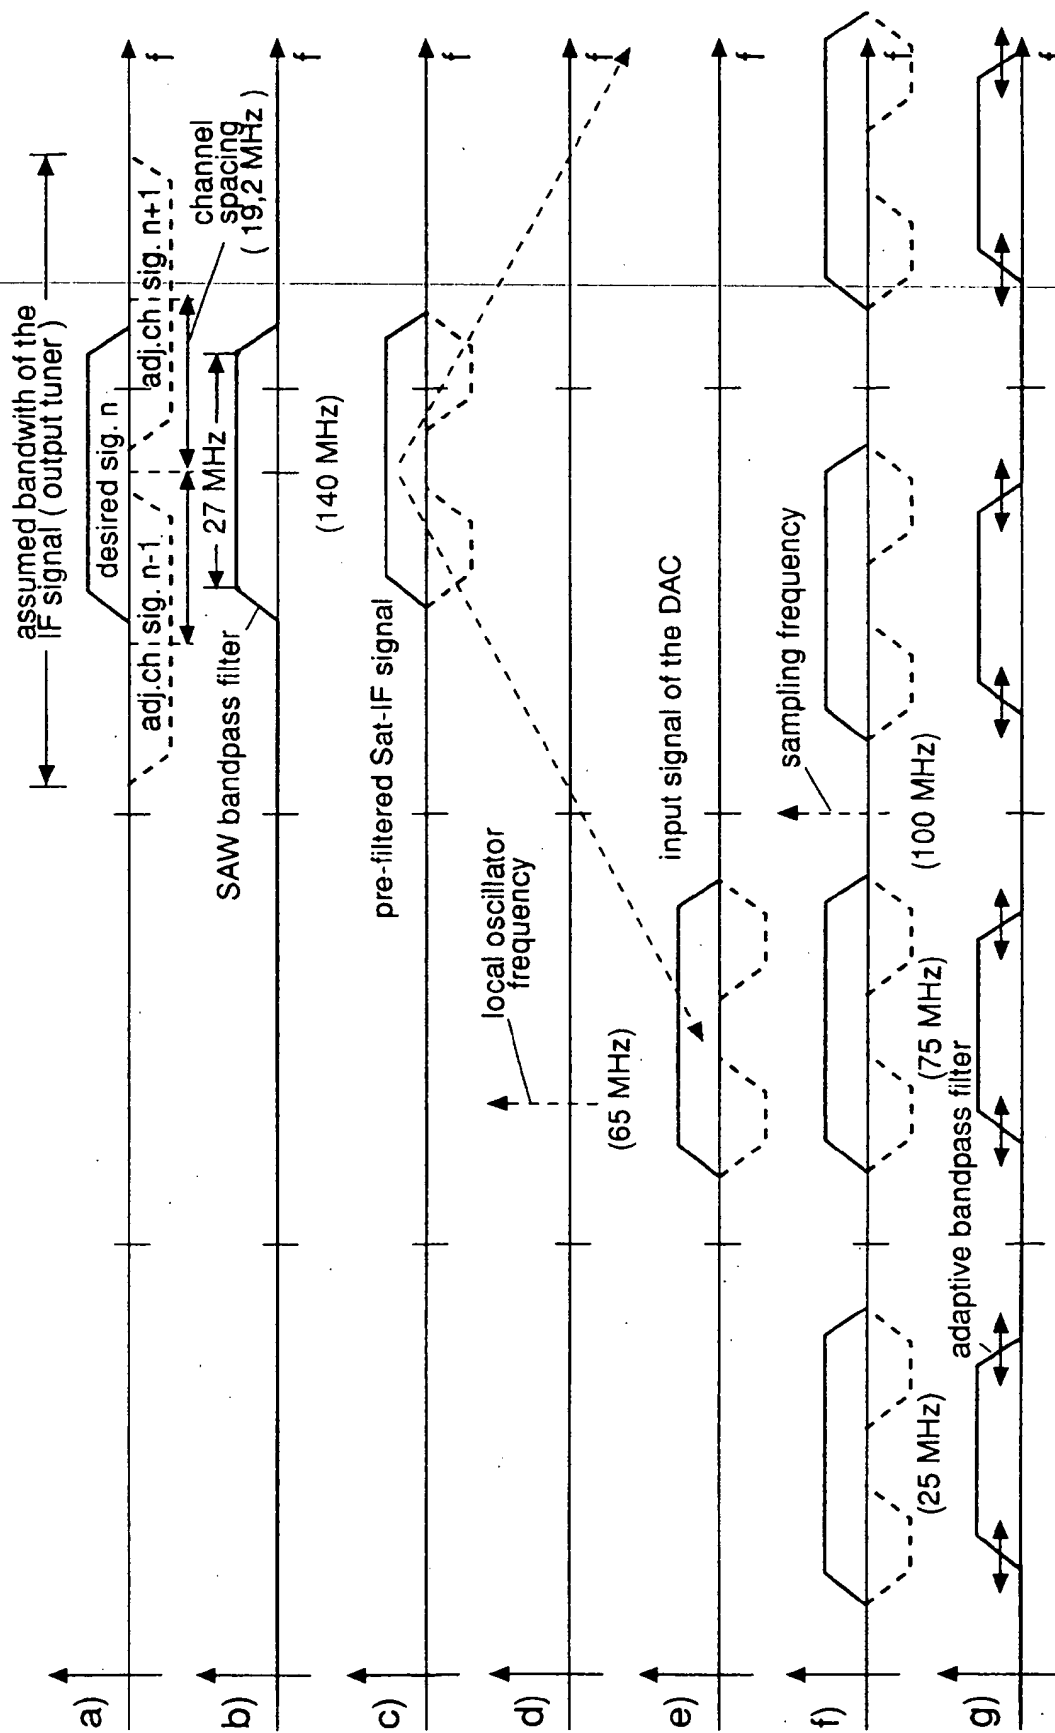 a)
assumed bandwith of the
IF signal ( output tuner )
adj.ch sig. n-1
desired sig. n
adj.ch sig. n+1
channel
spacing
( 19,2 MHz )
f
b)
SAW bandpass filter
27 MHz
f
c)
pre-filtered Sat-IF signal
(140 MHz)
f
d)
local oscillator
frequency
(65 MHz)
f
e)
input signal of the DAC
f
f)
(25 MHz)
(75 MHz)
sampling frequency
(100 MHz)
f
g)
adaptive bandpass filter
f